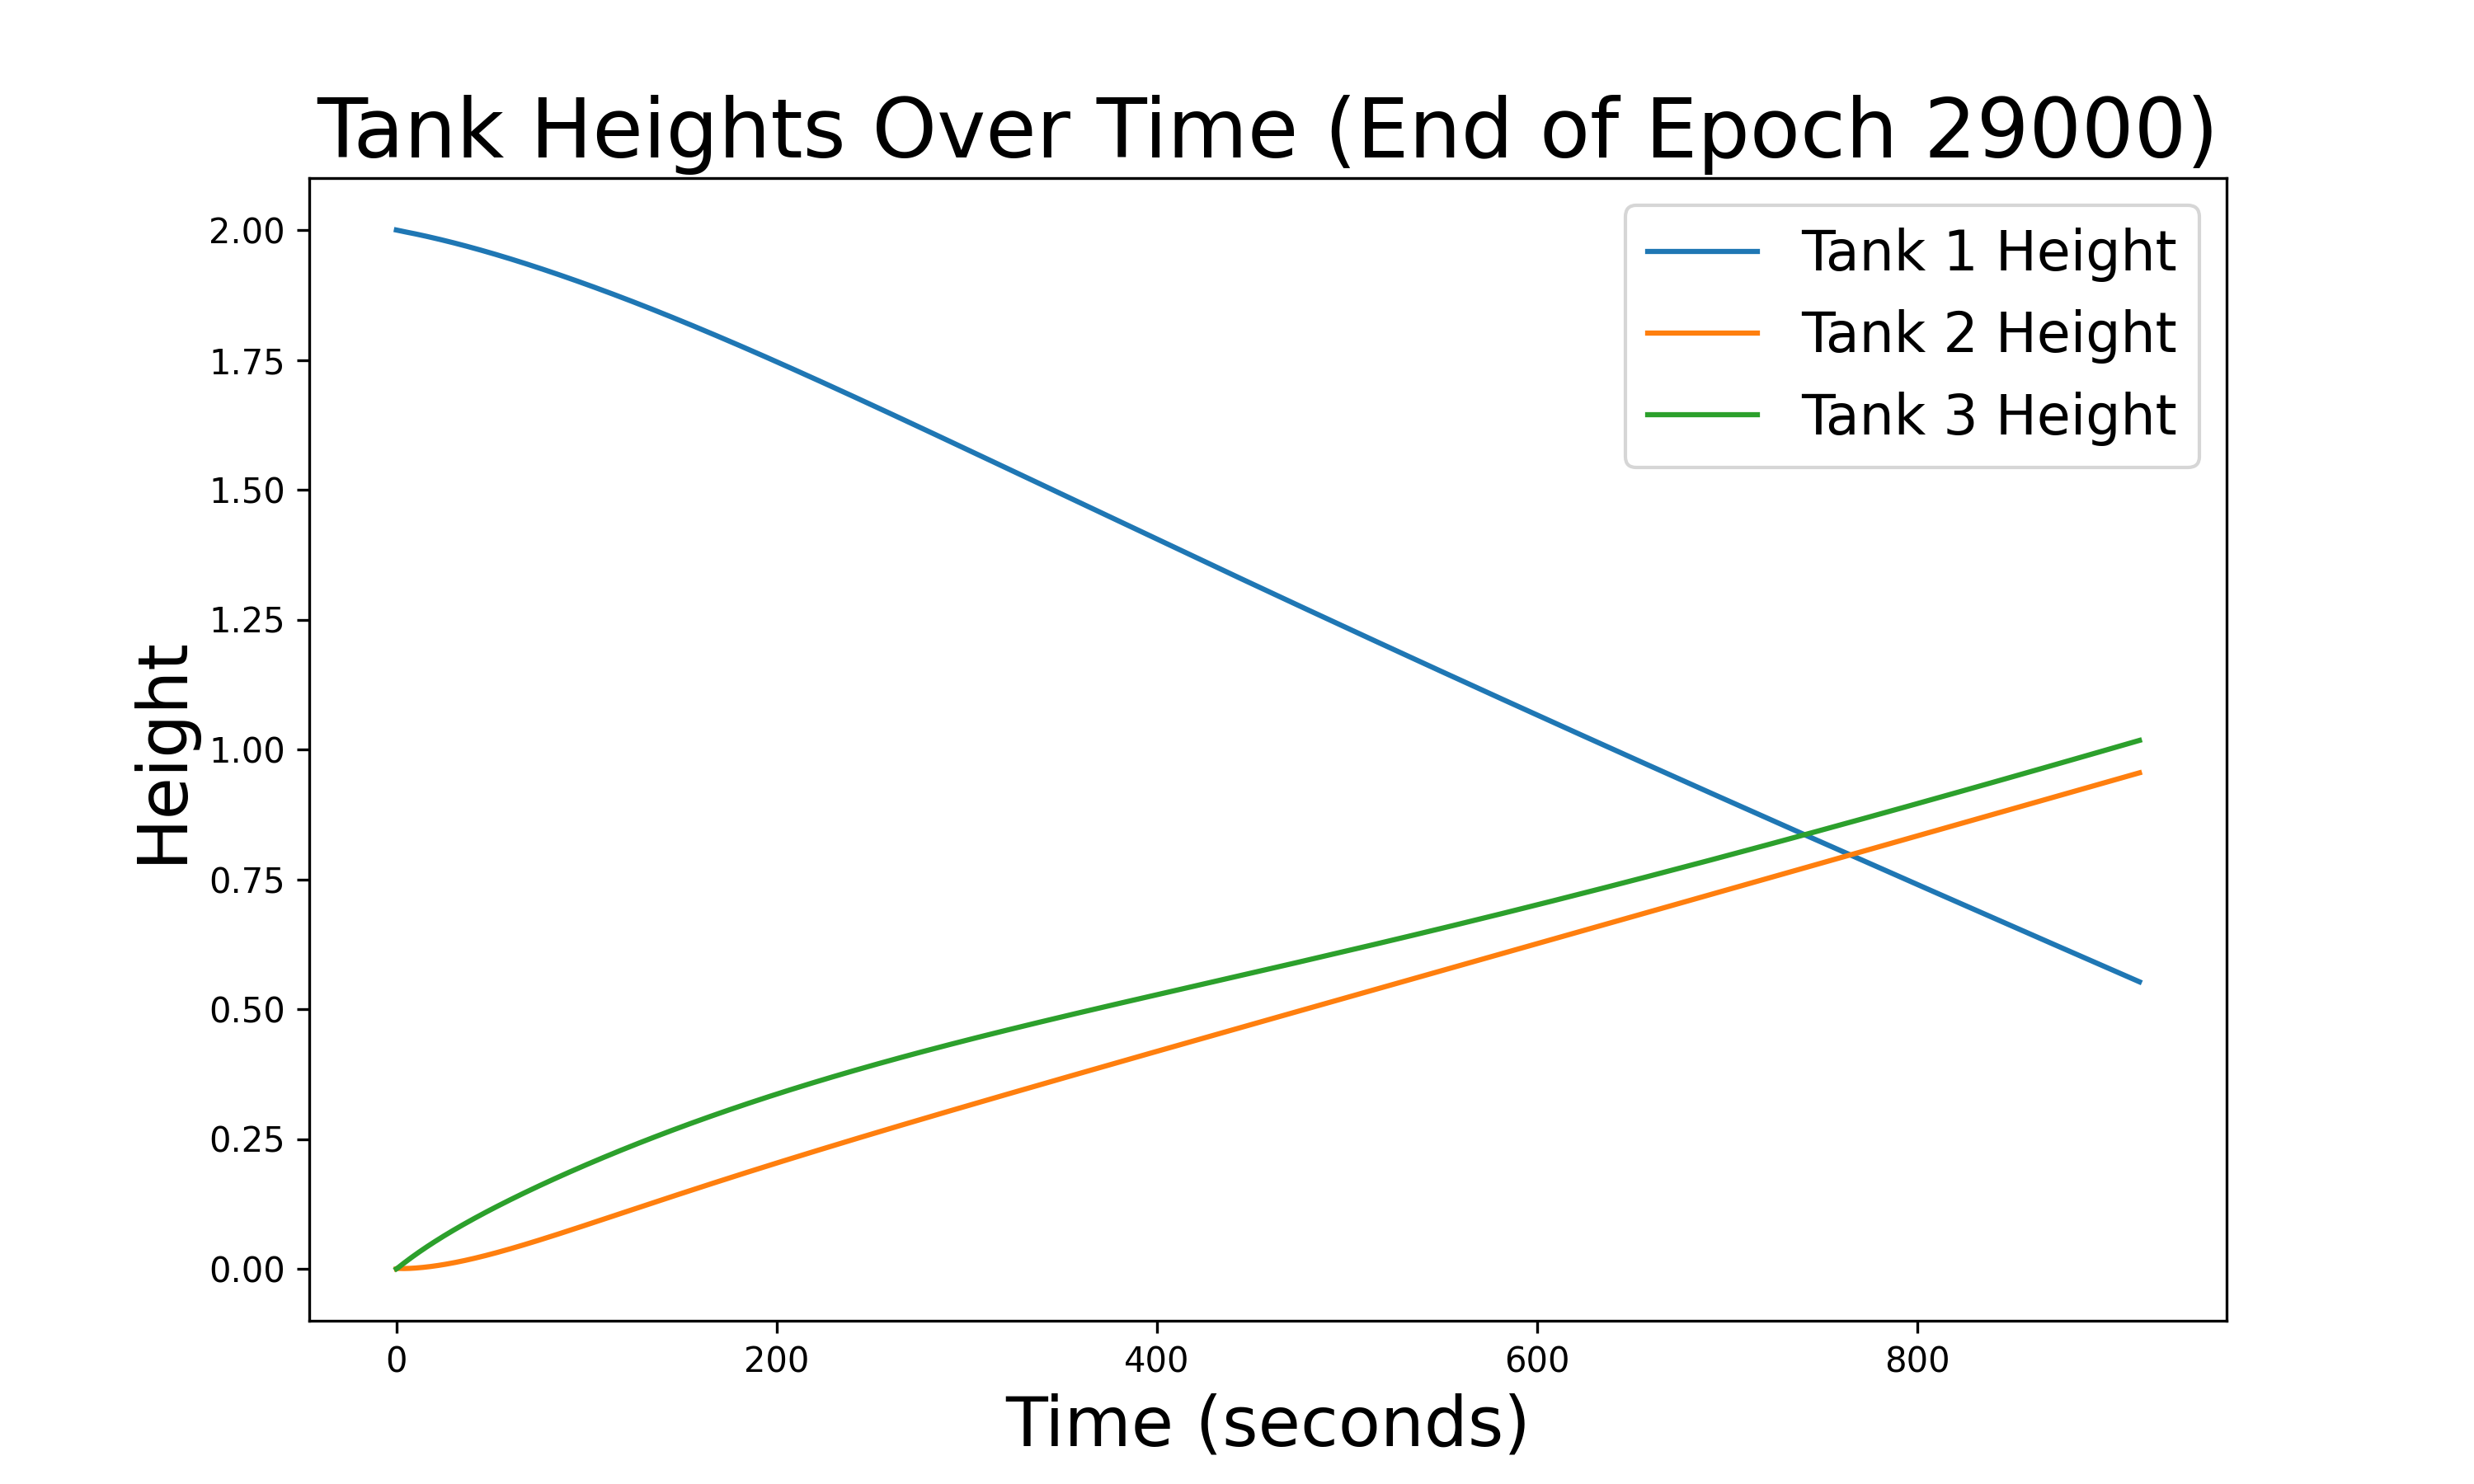 Tank Heights Over Time (End of Epoch 29000)
Tank 1 Height
Tank 2 Height
Tank 3 Height
Height
2.00
1.75
1.50
1.25
1.00
0.75
0.50
0.25
0.00
0 200 400 600 800
Time (seconds)